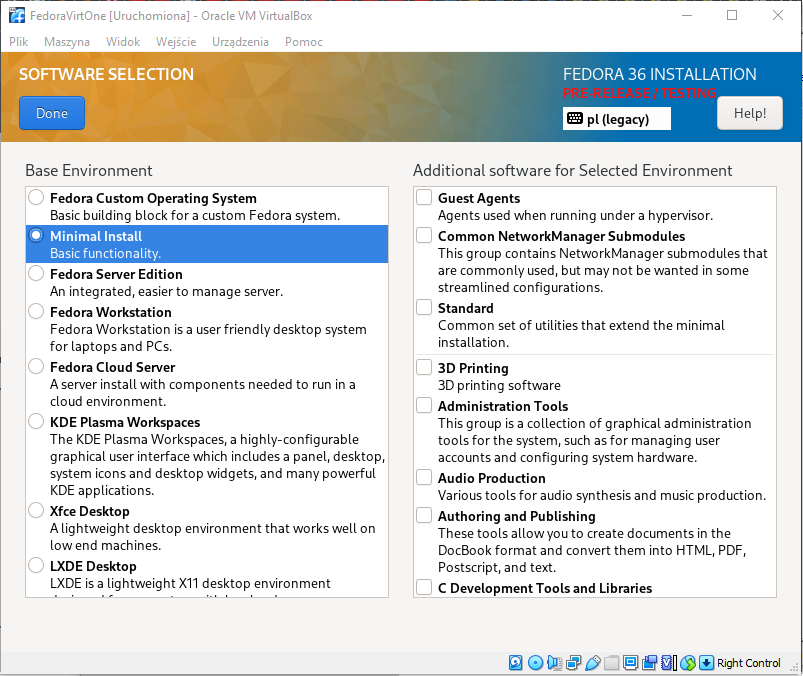 FedoraVirtOne [Uruchomiona] - Oracle VM VirtualBox
Plik Maszyna Widok Wejście Urządzenia Pomoc
SOFTWARE SELECTION
FEDORA 36 INSTALLATION
PRE-RELEASE / TESTING
Done
pl (legacy)
Help!
Base Environment
Fedora Custom Operating System
Basic building block for a custom Fedora system.
Minimal Install
Basic functionality.
Fedora Server Edition
An integrated, easier to manage server.
Fedora Workstation
Fedora Workstation is a user friendly desktop system
for laptops and PCs.
Fedora Cloud Server
A server install with components needed to run in a
cloud environment.
KDE Plasma Workspaces
The KDE Plasma Workspaces, a highly-configurable
graphical user interface which includes a panel, desktop,
system icons and desktop widgets, and many powerful
KDE applications.
Xfce Desktop
A lightweight desktop environment that works well on
low end machines.
LXDE Desktop
LXDE is a lightweight X11 desktop environment
Additional software for Selected Environment
Guest Agents
Agents used when running under a hypervisor.
Common NetworkManager Submodules
This group contains NetworkManager submodules that
are commonly used, but may not be wanted in some
streamlined configurations.
Standard
Common set of utilities that extend the minimal
installation.
3D Printing
3D printing software
Administration Tools
This group is a collection of graphical administration
tools for the system, such as for managing user
accounts and configuring system hardware.
Audio Production
Various tools for audio synthesis and music production.
Authoring and Publishing
These tools allow you to create documents in the
DocBook format and convert them into HTML, PDF,
Postscript, and text.
C Development Tools and Libraries
Right Control